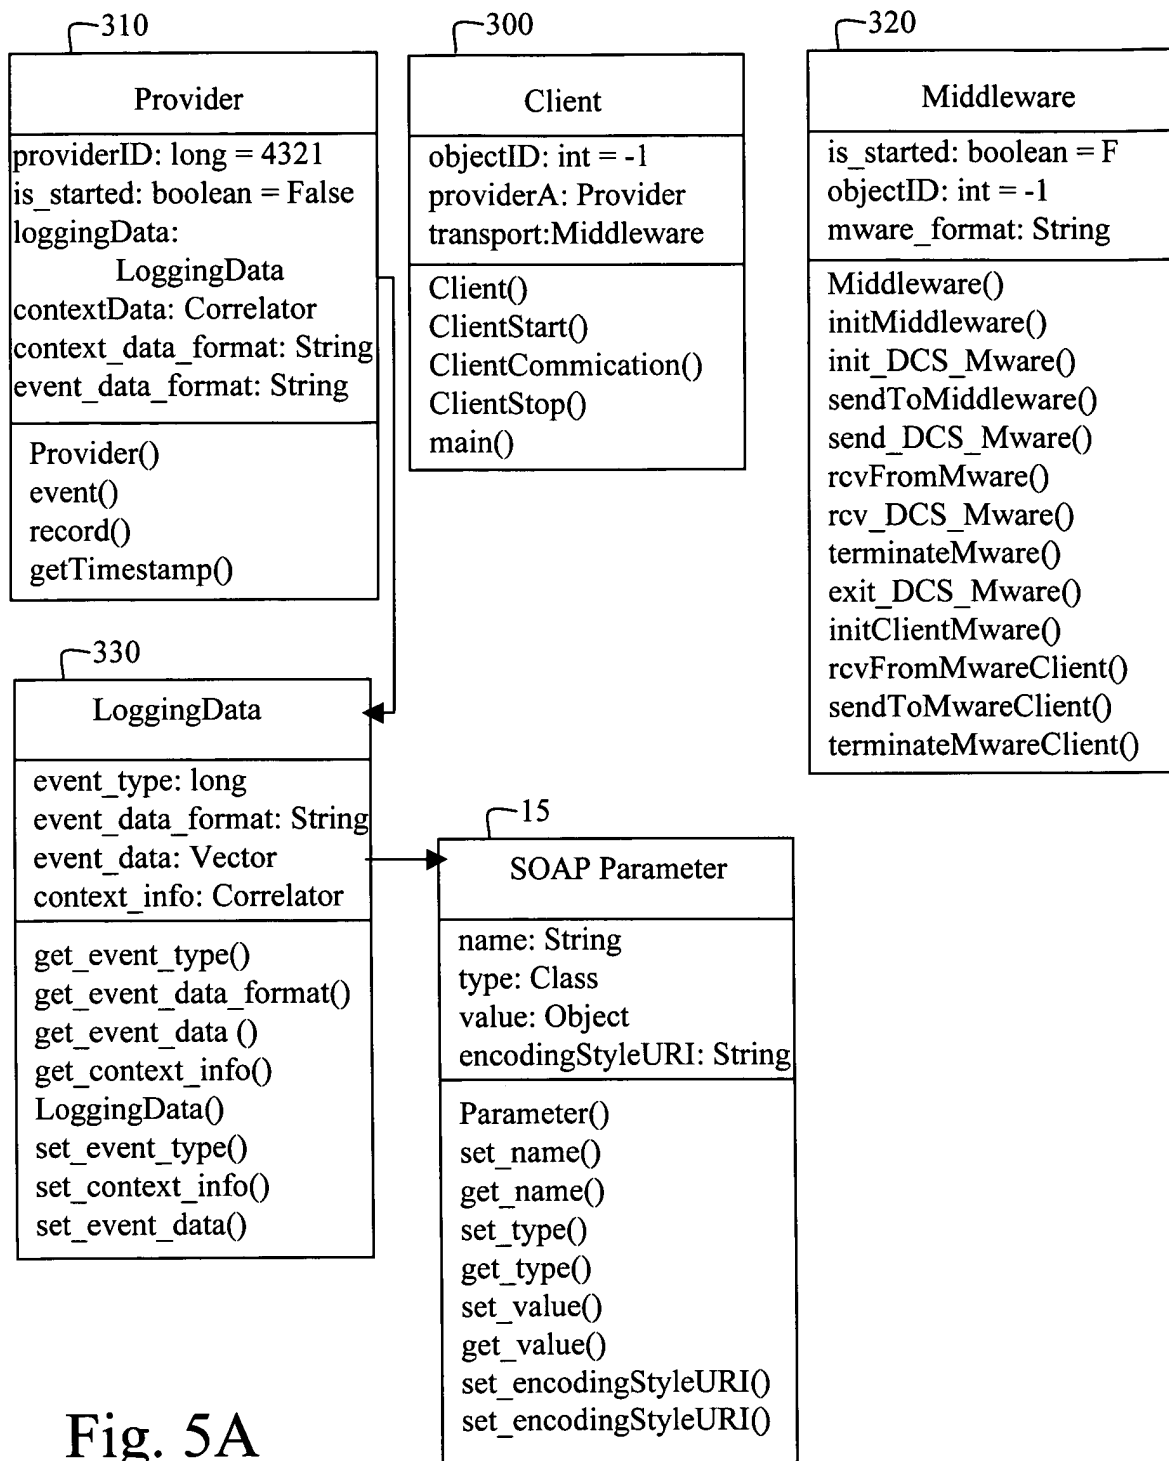 310
Provider
providerID: long = 4321
is_started: boolean = False
loggingData:
LoggingData
contextData: Correlator
context_data_format: String
event_data_format: String
Provider()
event()
record()
getTimestamp()
300
Client
objectID: int = -1
providerA: Provider
transport:Middleware
Client()
ClientStart()
ClientCommication()
ClientStop()
main()
320
Middleware
is_started: boolean = F
objectID: int = -1
mware_format: String
Middleware()
initMiddleware()
init_DCS_Mware()
sendToMiddleware()
send_DCS_Mware()
rcvFromMware()
rcv_DCS_Mware()
terminateMware()
exit_DCS_Mware()
initClientMware()
rcvFromMwareClient()
sendToMwareClient()
terminateMwareClient()
330
LoggingData
event_type: long
event_data_format: String
event_data: Vector
context_info: Correlator
get_event_type()
get_event_data_format()
get_event_data ()
get_context_info()
LoggingData()
set_event_type()
set_context_info()
set_event_data()
15
SOAP Parameter
name: String
type: Class
value: Object
encodingStyleURI: String
Parameter()
set_name()
get_name()
set_type()
get_type()
set_value()
get_value()
set_encodingStyleURI()
set_encodingStyleURI()
Fig. 5A